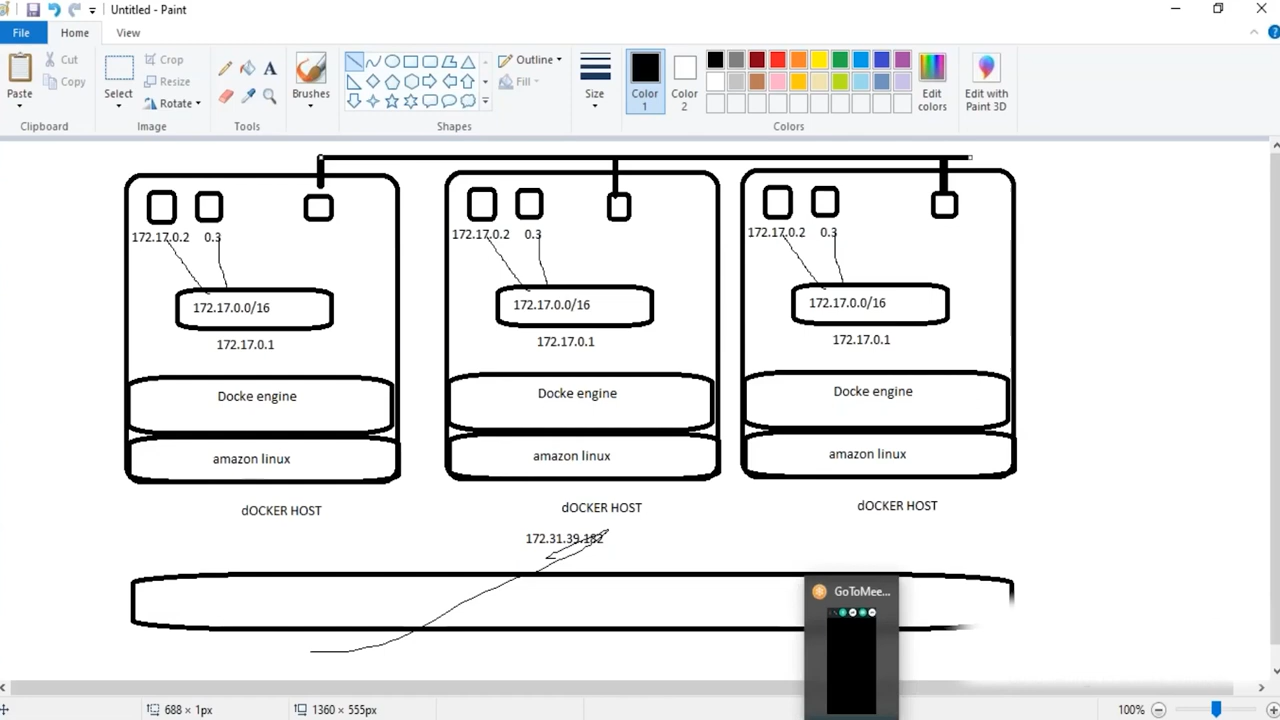 Untitled - Paint
File
Home
View
Paste
Cut
Copy
Clipboard
Select
Crop
Resize
Rotate
Image
A
Tools
Brushes
Outline
Fill
Shapes
Size
Color 1
Color 2
Edit colors
Edit with Paint 3D
Colors
172.17.0.2
0.3
172.17.0.0/16
172.17.0.1
Docke engine
amazon linux
dOCKER HOST
172.17.0.2
0.3
172.17.0.0/16
172.17.0.1
Docke engine
amazon linux
dOCKER HOST
172.31.39.182
172.17.0.2
0.3
172.17.0.0/16
172.17.0.1
Docke engine
amazon linux
dOCKER HOST
GoToMee...
688 × 1px
1360 × 555px
100%